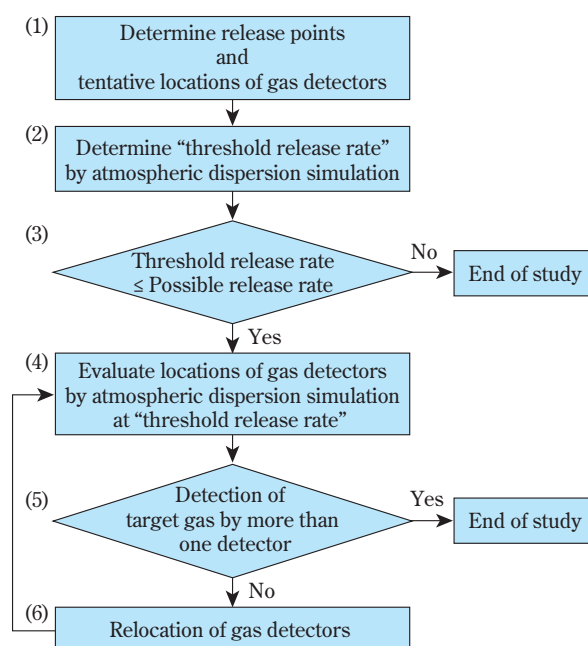 (1)
Determine release points
and
tentative locations of gas detectors
(2)
Determine “threshold release rate”
by atmospheric dispersion simulation
(3)
Threshold release rate
≤ Possible release rate
No
End of study
Yes
(4)
Evaluate locations of gas detectors
by atmospheric dispersion simulation
at “threshold release rate”
(5)
Detection of
target gas by more than
one detector
Yes
End of study
No
(6)
Relocation of gas detectors